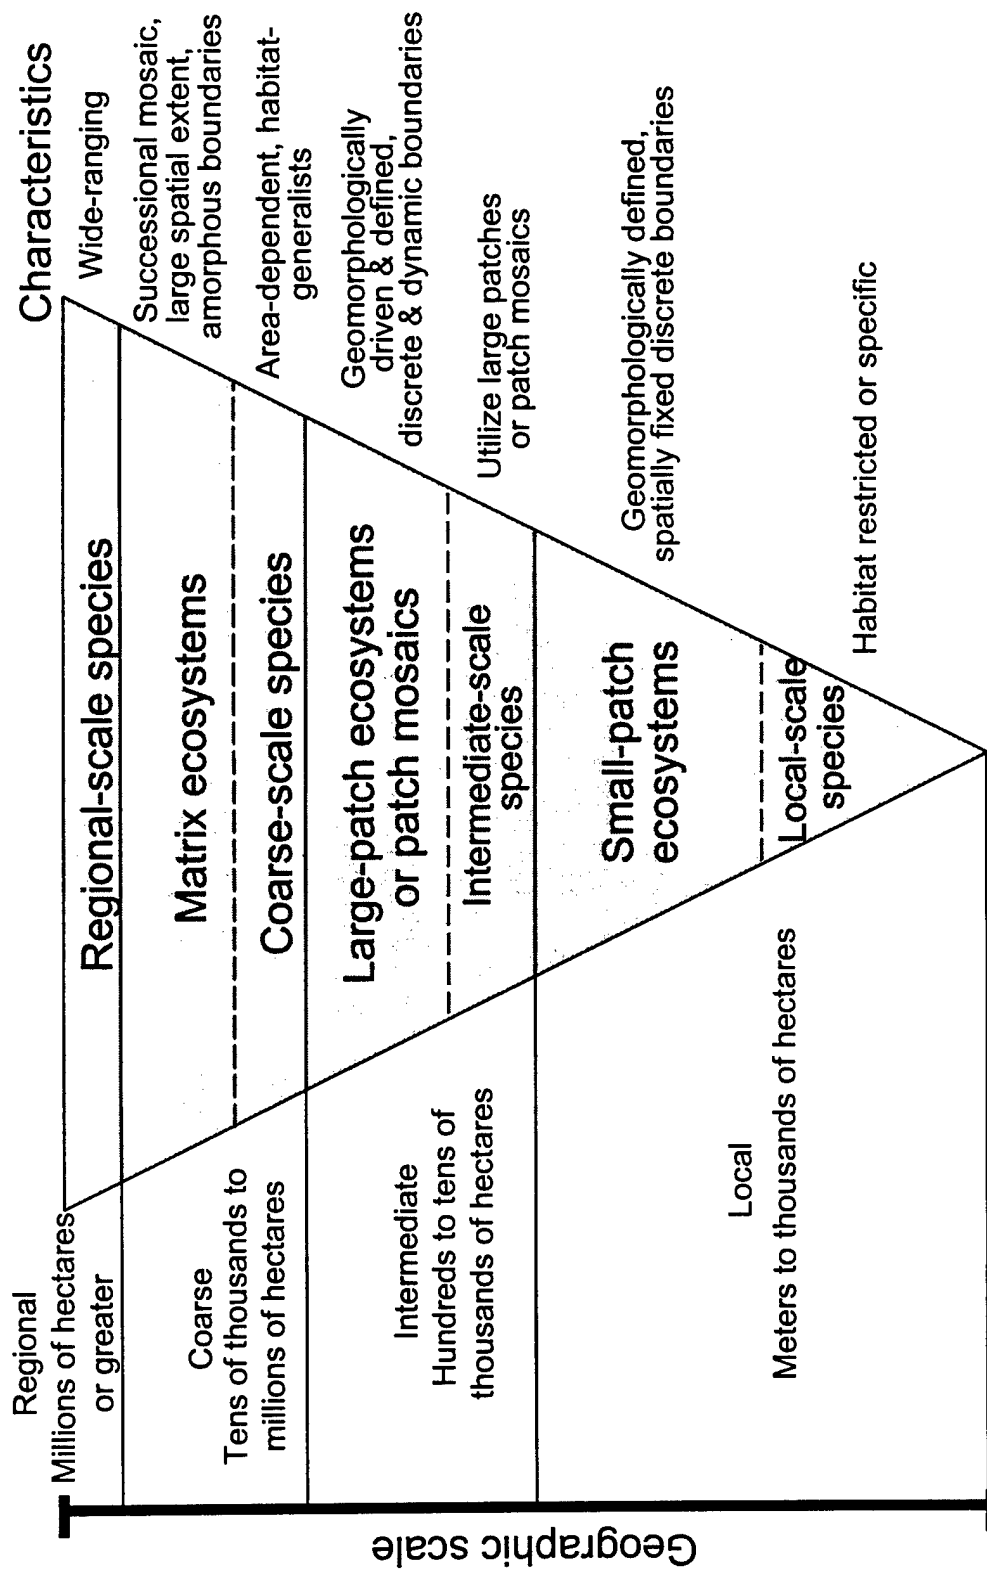 Characteristics
Regional
Millions of hectares
or greater
Regional-scale species
Wide-ranging
Coarse
Tens of thousands to
millions of hectares
Matrix ecosystems
Successional mosaic,
large spatial extent,
amorphous boundaries
Coarse-scale species
Area-dependent, habitat-
generalists
Intermediate
Hundreds to tens of
thousands of hectares
Large-patch ecosystems
or patch mosaics
Geomorphologically
driven & defined,
discrete & dynamic boundaries
Intermediate-scale
species
Utilize large patches
or patch mosaics
Local
Meters to thousands of hectares
Small-patch
ecosystems
Geomorphologically defined,
spatially fixed discrete boundaries
Local-scale
species
Habitat restricted or specific
Geographic scale